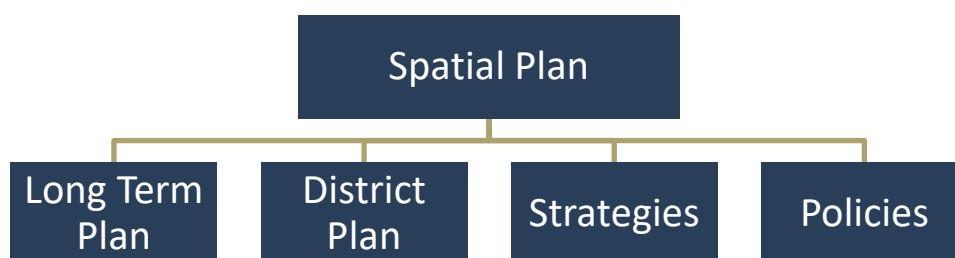 Spatial Plan
Long Term
Plan
District
Plan
Strategies
Policies